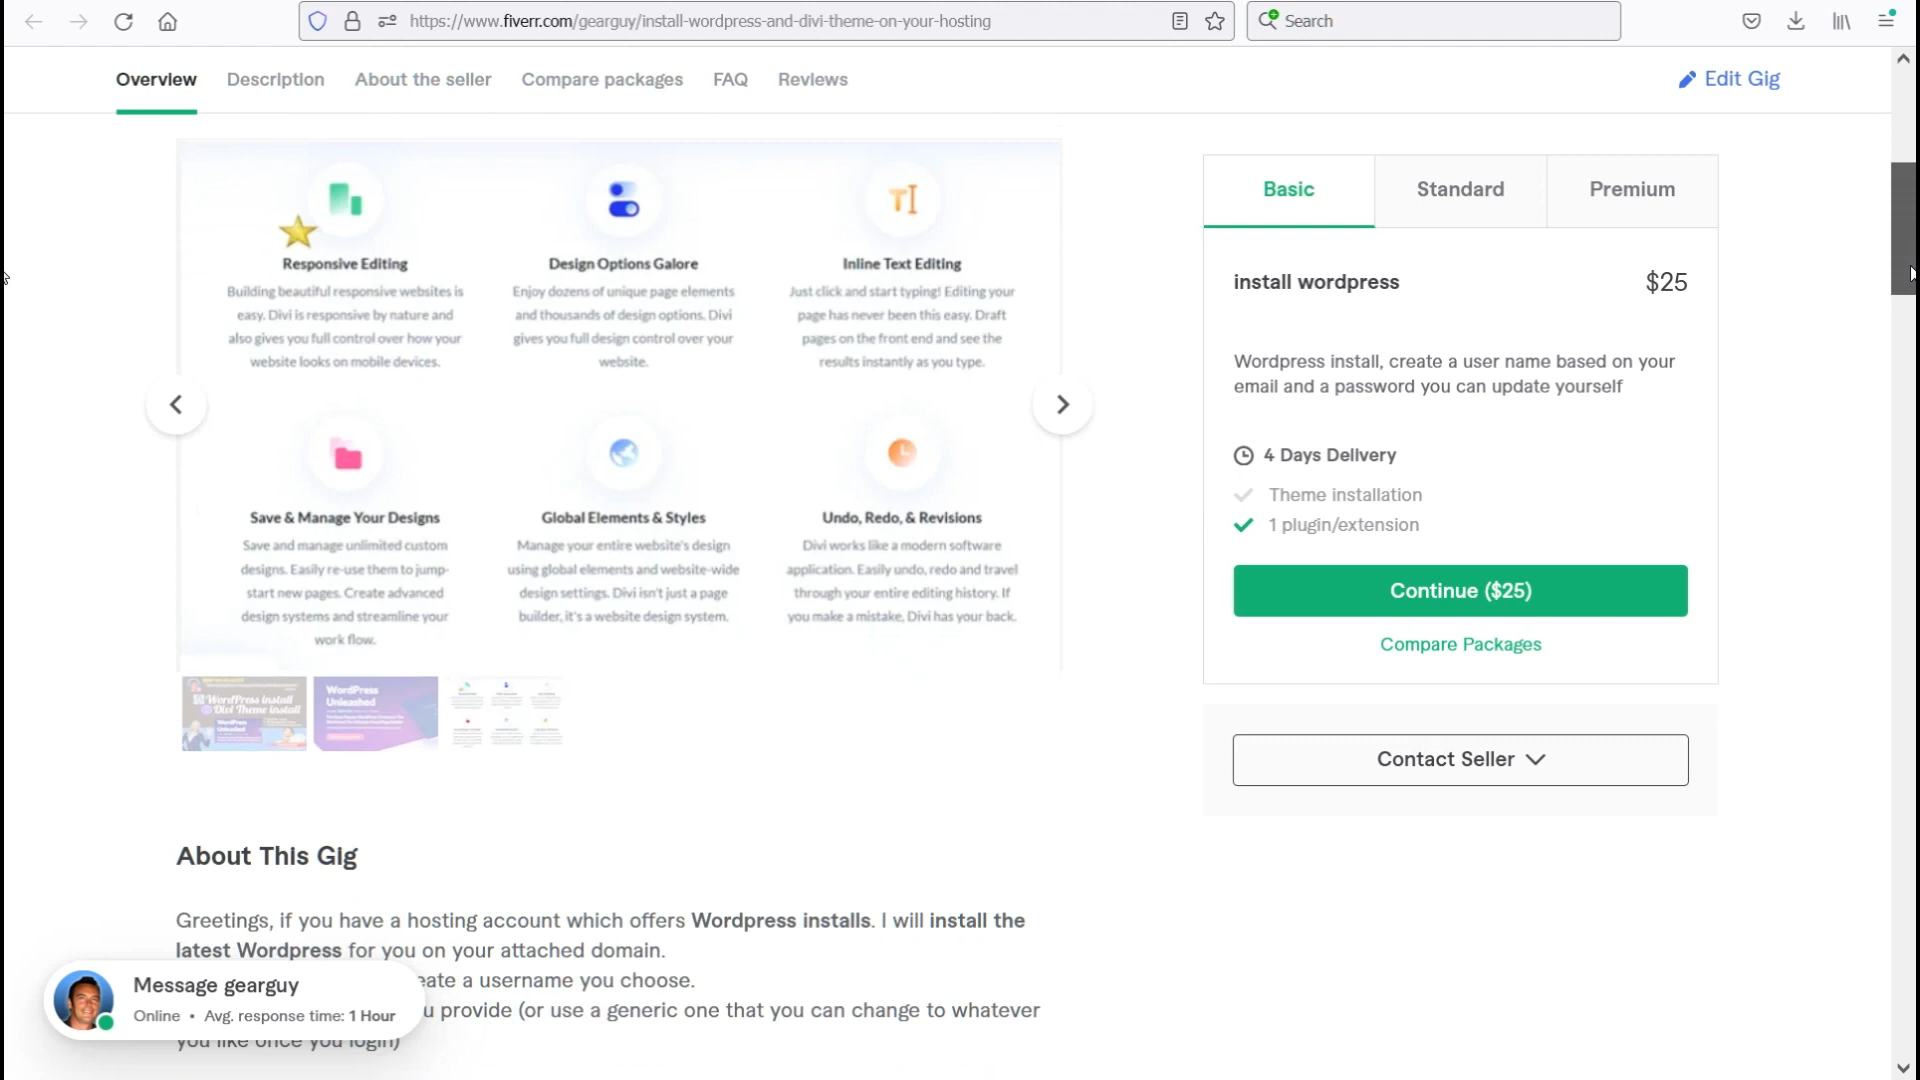 https://www.fiverr.com/gearguy/install-wordpress-and-divi-theme-on-your-hosting
Search
Overview
Description
About the seller
Compare packages
FAQ
Reviews
Edit Gig
Responsive Editing
Building beautiful responsive websites is
easy. Divi is responsive by nature and
also gives you full control over how your
website looks on mobile devices.
Design Options Galore
Enjoy dozens of unique page elements
and thousands of design options. Divi
gives you full design control over your
website.
Inline Text Editing
Just click and start typing! Editing your
page has never been this easy. Draft
pages on the front end and see the
results instantly as you type.
Save & Manage Your Designs
Save and manage unlimited custom
designs. Easily re-use them to jump-
start new pages. Create advanced
design systems and streamline your
work flow.
Global Elements & Styles
Manage your entire website's design
using global elements and website-wide
design settings. Divi isn't just a page
builder, it's a website design system.
Undo, Redo, & Revisions
Divi works like a modern software
application. Easily undo, redo and travel
through your entire editing history. If
you make a mistake, Divi has your back.
WordPress install
Divi Theme install
WordPress
Unleashed
WordPress
Unleashed
Basic
Standard
Premium
install wordpress
$25
Wordpress install, create a user name based on your
email and a password you can update yourself
4 Days Delivery
Theme installation
1 plugin/extension
Continue ($25)
Compare Packages
Contact Seller
About This Gig
Greetings, if you have a hosting account which offers Wordpress installs. I will install the
latest Wordpress for you on your attached domain.
eate a username you choose.
u provide (or use a generic one that you can change to whatever
you like once you login)
Message gearguy
Online • Avg. response time: 1 Hour